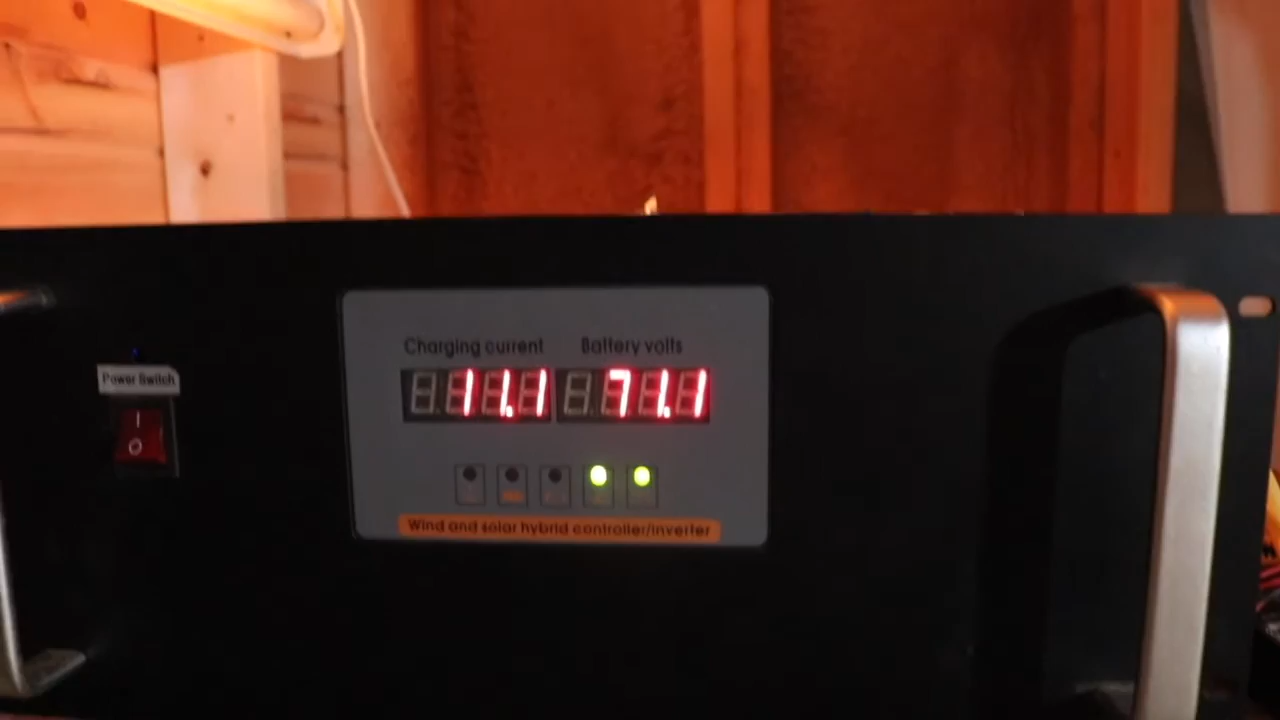 Charging current Battery volts
Power Switch
11.1 71.1
Wind and solar hybrid controller/inverter